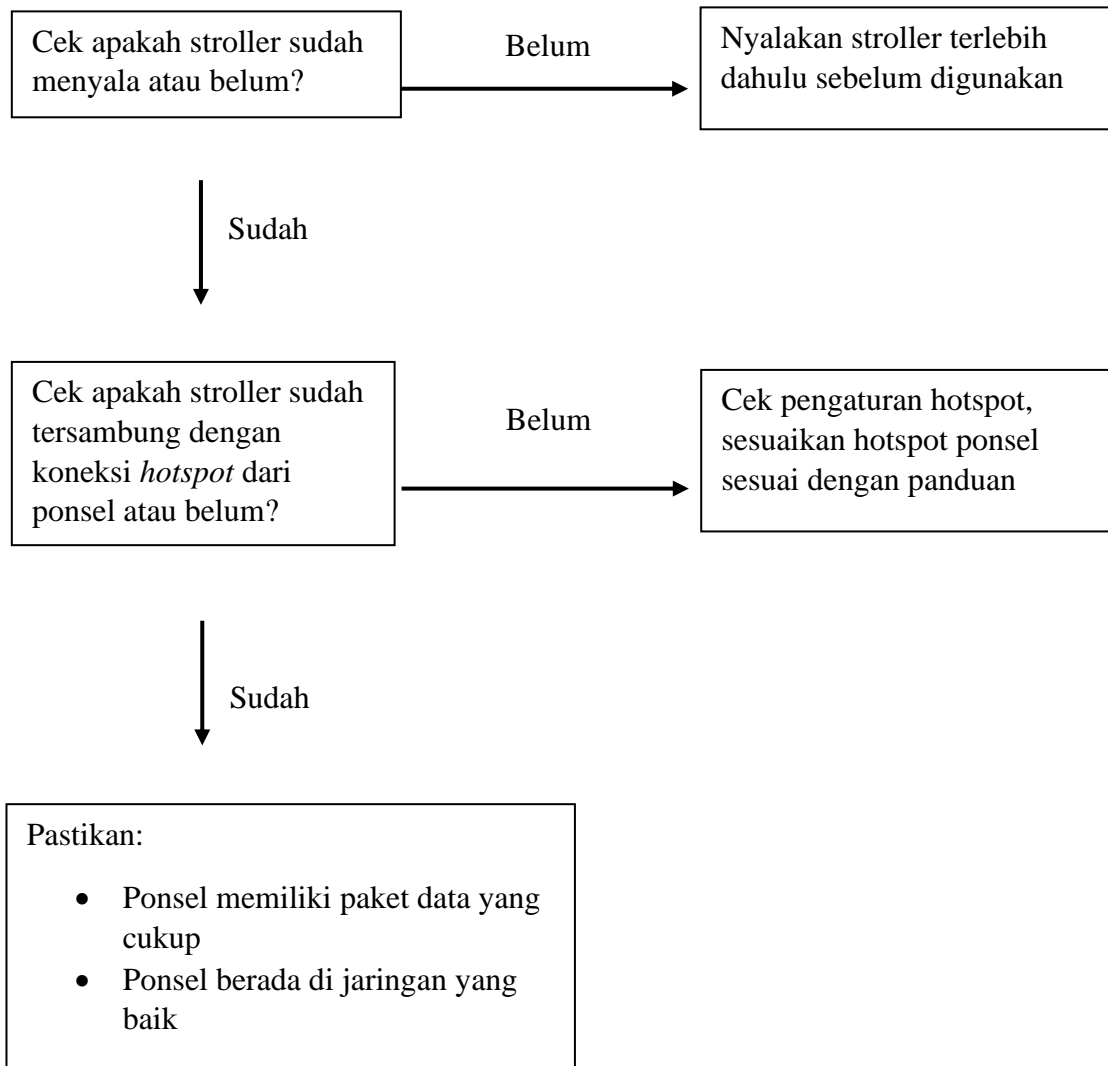 Cek apakah stroller sudah
menyala atau belum?
Belum
Nyalakan stroller terlebih
dahulu sebelum digunakan
Sudah
Cek apakah stroller sudah
tersambung dengan
koneksi hotspot dari
ponsel atau belum?
Belum
Cek pengaturan hotspot,
sesuaikan hotspot ponsel
sesuai dengan panduan
Sudah
Pastikan:
• Ponsel memiliki paket data yang
cukup
• Ponsel berada di jaringan yang
baik